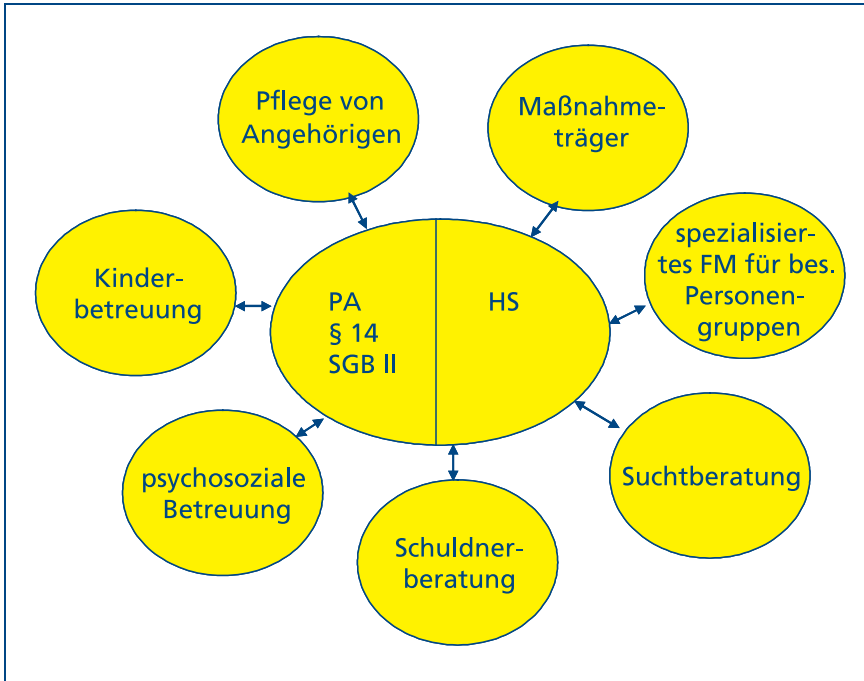 Pflege von
Angehörigen
Maßnahme-
träger
spezialisier-
tes FM für bes.
Personen-
gruppen
Kinder-
betreuung
PA
§ 14
SGB II
HS
psychosoziale
Betreuung
Suchtberatung
Schuldner-
beratung